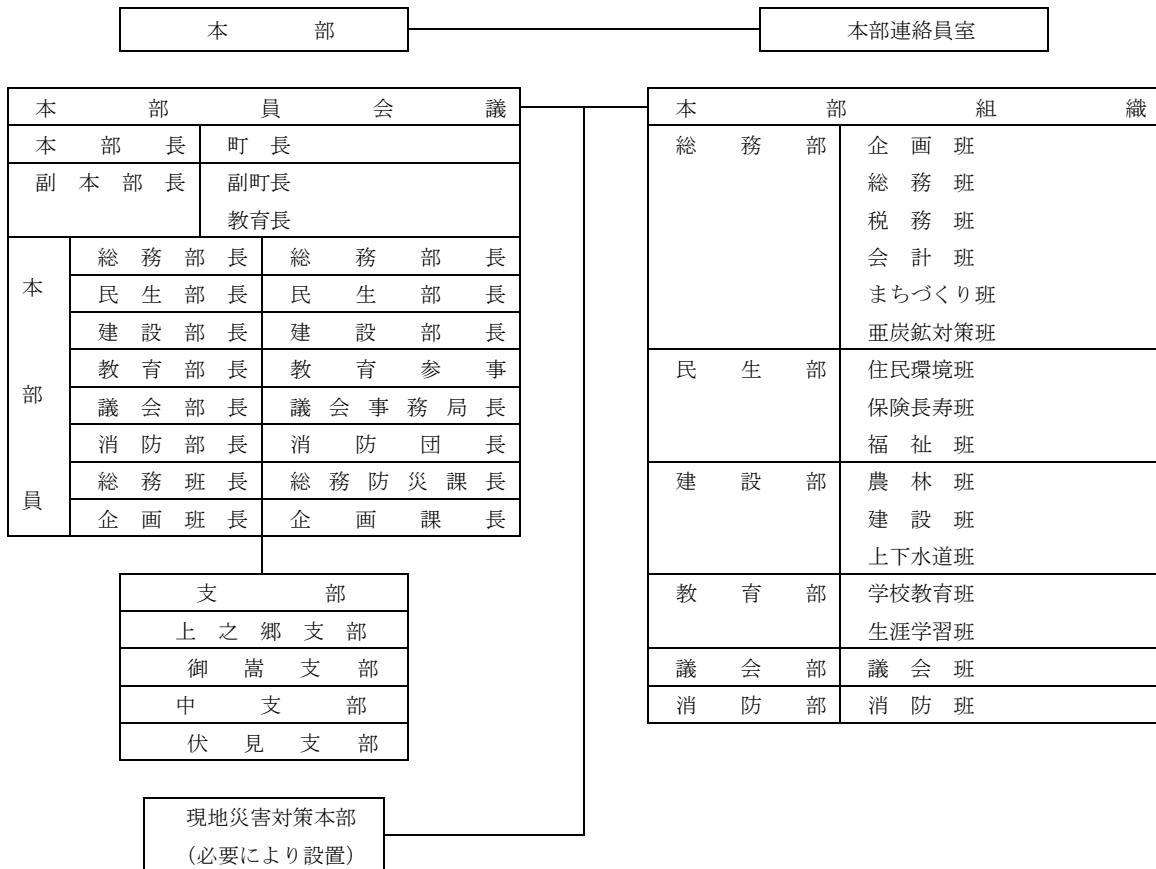 本部
本部連絡員室
本部員会議
本部長 町長
副本部長 副町長
教育長
本部員
総務部長 総務部長
民生部長 民生部長
建設部長 建設部長
教育部長 教育参事
議会部長 議会事務局長
消防部長 消防団長
総務班長 総務防災課長
企画班長 企画課長
支部
上之郷支部
御嵩支部
中支部
伏見支部
現地災害対策本部
（必要により設置）
本部組織
総務部 企画班
総務班
税務班
会計班
まちづくり班
亜炭鉱対策班
民生部 住民環境班
保険長寿班
福祉班
建設部 農林班
建設班
上下水道班
教育部 学校教育班
生涯学習班
議会部 議会班
消防部 消防班